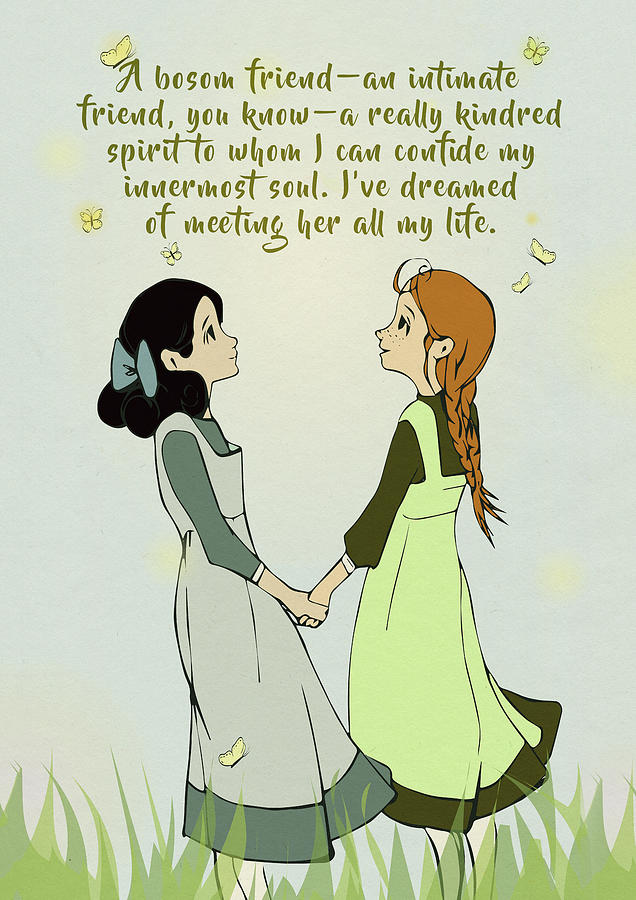 A bosom friend—an intimate
friend, you know—a really kindred
spirit to whom I can confide my
innermost soul. I've dreamed
of meeting her all my life.